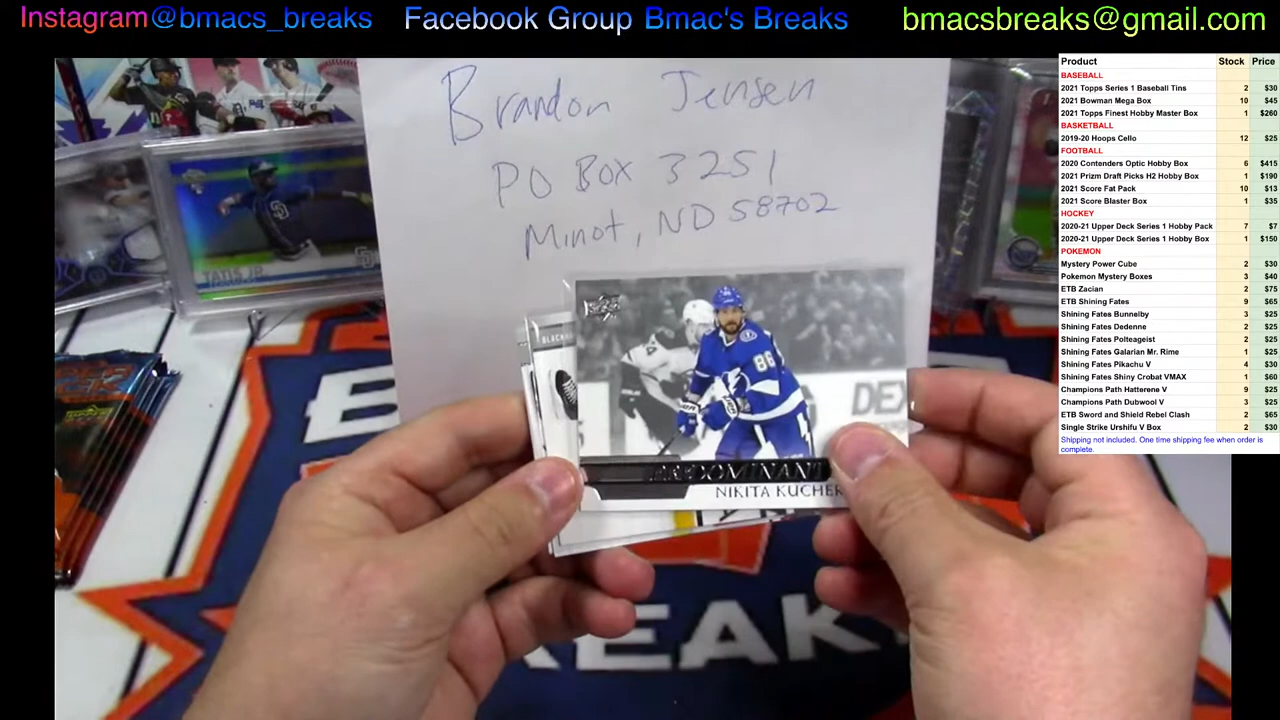 Instagram@bmacs_breaks Facebook Group Bmac's Breaks bmacsbreaks@gmail.com
Brandon Jensen
PO Box 3251
Minot, ND 58702
TATIS JR.
86
DEX
NIKITA KUCHER
BREAK
Product Stock Price
BASEBALL
2021 Topps Series 1 Baseball Tins 2 $30
2021 Bowman Mega Box 10 $45
2021 Topps Finest Hobby Master Box 1 $260
BASKETBALL
2019-20 Hoops Cello 12 $25
FOOTBALL
2020 Contenders Optic Hobby Box 6 $415
2021 Prizm Draft Picks H2 Hobby Box 1 $190
2021 Score Fat Pack 10 $13
2021 Score Blaster Box 1 $35
HOCKEY
2020-21 Upper Deck Series 1 Hobby Pack 7 $7
2020-21 Upper Deck Series 1 Hobby Box 1 $150
POKEMON
Mystery Power Cube 2 $30
Pokemon Mystery Boxes 3 $40
ETB Zacian 2 $75
ETB Shining Fates 9 $65
Shining Fates Bunnelby 3 $25
Shining Fates Dedenne 2 $25
Shining Fates Polteageist 2 $25
Shining Fates Galarian Mr. Rime 1 $25
Shining Fates Pikachu V 4 $30
Shining Fates Shiny Crobat VMAX 1 $60
Champions Path Hatterene V 9 $25
Champions Path Dubwool V 3 $25
ETB Sword and Shield Rebel Clash 2 $65
Single Strike Urshifu V Box 2 $30
Shipping not included. One time shipping fee when order is
complete.